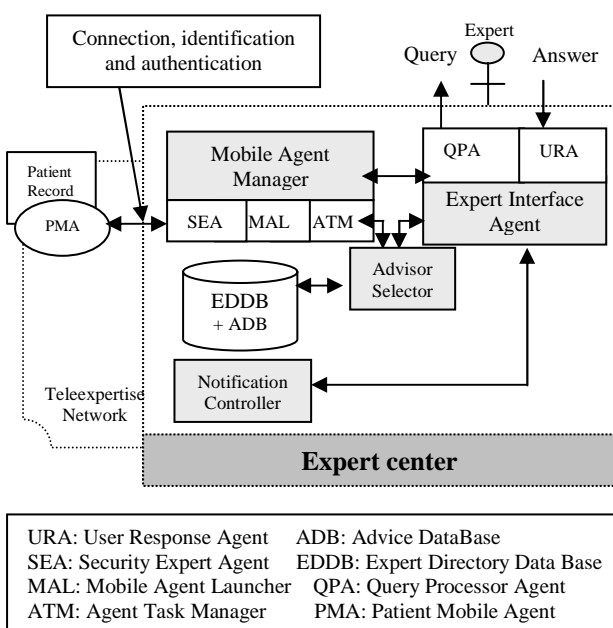 Expert
Connection, identification
and authentication
Query
Answer
Patient
Record
PMA
Mobile Agent
Manager
SEA MAL ATM
QPA URA
Expert Interface
Agent
Advisor
Selector
EDDB
+ ADB
Notification
Controller
Teleexpertise
Network
Expert center
URA: User Response Agent ADB: Advice DataBase
SEA: Security Expert Agent EDDB: Expert Directory Data Base
MAL: Mobile Agent Launcher QPA: Query Processor Agent
ATM: Agent Task Manager PMA: Patient Mobile Agent